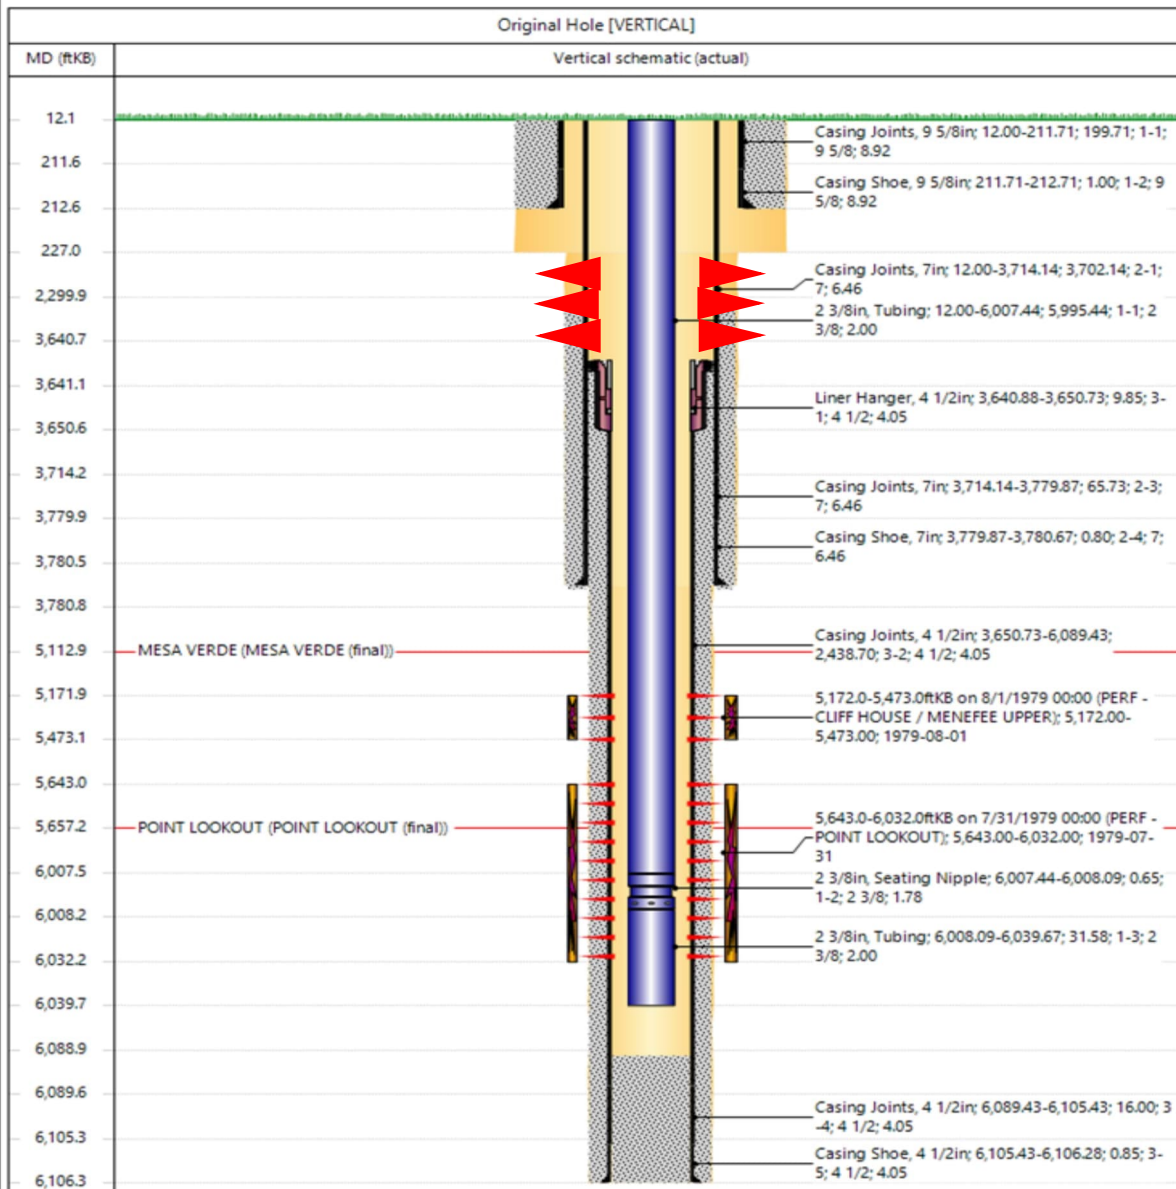 Original Hole [VERTICAL]
MD (ftKB)
Vertical schematic (actual)
12.1
Casing Joints, 9 5/8in; 12.00-211.71; 199.71; 1-1;
9 5/8; 8.92
211.6
Casing Shoe, 9 5/8in; 211.71-212.71; 1.00; 1-2; 9
5/8; 8.92
212.6
227.0
Casing Joints, 7in; 12.00-3,714.14; 3,702.14; 2-1;
7; 6.46
2,299.9
2 3/8in, Tubing; 12.00-6,007.44; 5,995.44; 1-1; 2
3/8; 2.00
3,640.7
3,641.1
Liner Hanger, 4 1/2in; 3,640.88-3,650.73; 9.85; 3-
1; 4 1/2; 4.05
3,650.6
3,714.2
Casing Joints, 7in; 3,714.14-3,779.87; 65.73; 2-3;
7; 6.46
3,779.9
Casing Shoe, 7in; 3,779.87-3,780.67; 0.80; 2-4; 7;
6.46
3,780.5
3,780.8
Casing Joints, 4 1/2in; 3,650.73-6,089.43;
2,438.70; 3-2; 4 1/2; 4.05
5,112.9
MESA VERDE (MESA VERDE (final))
5,171.9
5,172.0-5,473.0ftKB on 8/1/1979 00:00 (PERF -
CLIFF HOUSE / MENEFEE UPPER); 5,172.00-
5,473.00; 1979-08-01
5,473.1
5,643.0
5,657.2
POINT LOOKOUT (POINT LOOKOUT (final))
5,643.0-6,032.0ftKB on 7/31/1979 00:00 (PERF -
POINT LOOKOUT); 5,643.00-6,032.00; 1979-07-
31
6,007.5
2 3/8in, Seating Nipple; 6,007.44-6,008.09; 0.65;
1-2; 2 3/8; 1.78
6,008.2
2 3/8in, Tubing; 6,008.09-6,039.67; 31.58; 1-3; 2
3/8; 2.00
6,032.2
6,039.7
6,088.9
6,089.6
Casing Joints, 4 1/2in; 6,089.43-6,105.43; 16.00; 3
-4; 4 1/2; 4.05
6,105.3
Casing Shoe, 4 1/2in; 6,105.43-6,106.28; 0.85; 3-
5; 4 1/2; 4.05
6,106.3